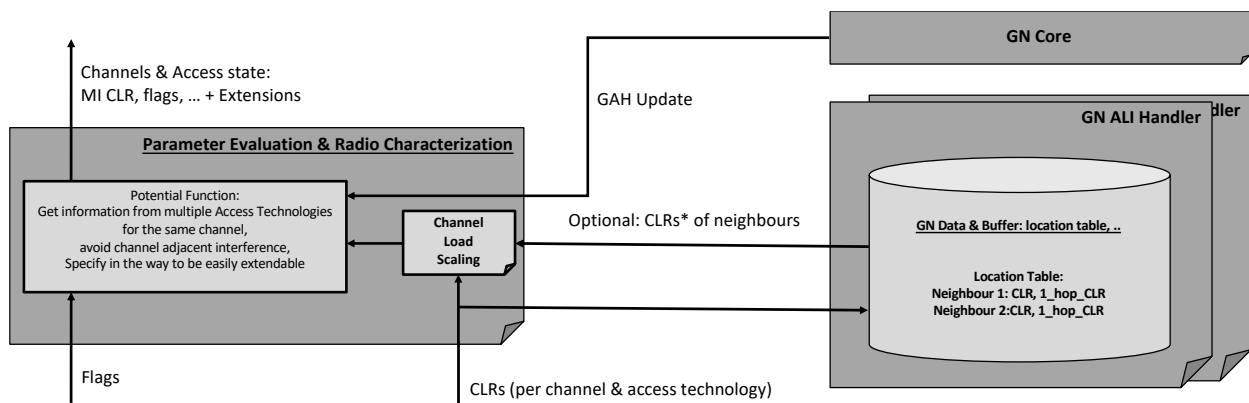 GN Core
Channels & Access state:
MI CLR, flags, … + Extensions
GAH Update
GN ALI Handler
dler
Parameter Evaluation & Radio Characterization
Potential Function:
Get information from multiple Access Technologies
for the same channel,
avoid channel adjacent interference,
Specify in the way to be easily extendable
Channel
Load
Scaling
Optional: CLRs* of neighbours
GN Data & Buffer: location table, ..
Location Table:
Neighbour 1: CLR, 1_hop_CLR
Neighbour 2:CLR, 1_hop_CLR
Flags
CLRs (per channel & access technology)